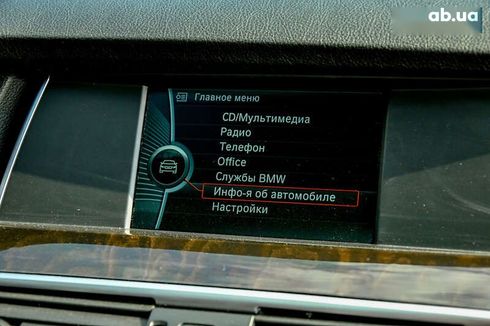 ab.ua
Главное меню
CD/Мультимедиа
Радио
Телефон
Office
Службы BMW
Инфо-я об автомобиле
Настройки